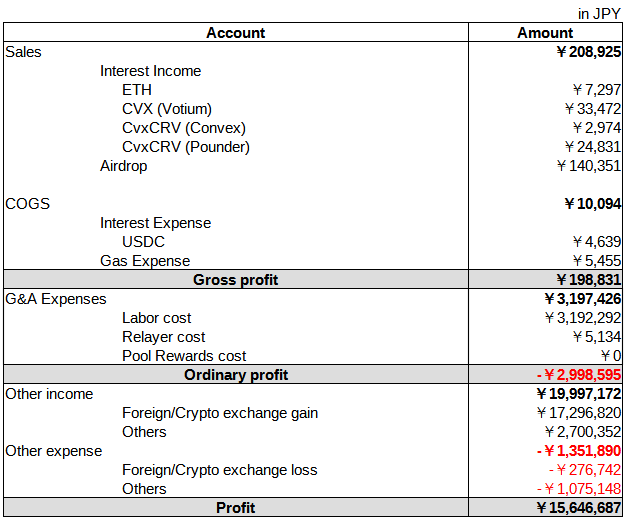 in JPY
Account Amount
Sales ￥208,925
Interest Income
ETH ￥7,297
CVX (Votium) ￥33,472
CvxCRV (Convex) ￥2,974
CvxCRV (Pounder) ￥24,831
Airdrop ￥140,351
COGS ￥10,094
Interest Expense
USDC ￥4,639
Gas Expense ￥5,455
Gross profit ￥198,831
G&A Expenses ￥3,197,426
Labor cost ￥3,192,292
Relayer cost ￥5,134
Pool Rewards cost ￥0
Ordinary profit -￥2,998,595
Other income ￥19,997,172
Foreign/Crypto exchange gain ￥17,296,820
Others ￥2,700,352
Other expense -￥1,351,890
Foreign/Crypto exchange loss -￥276,742
Others -￥1,075,148
Profit ￥15,646,687